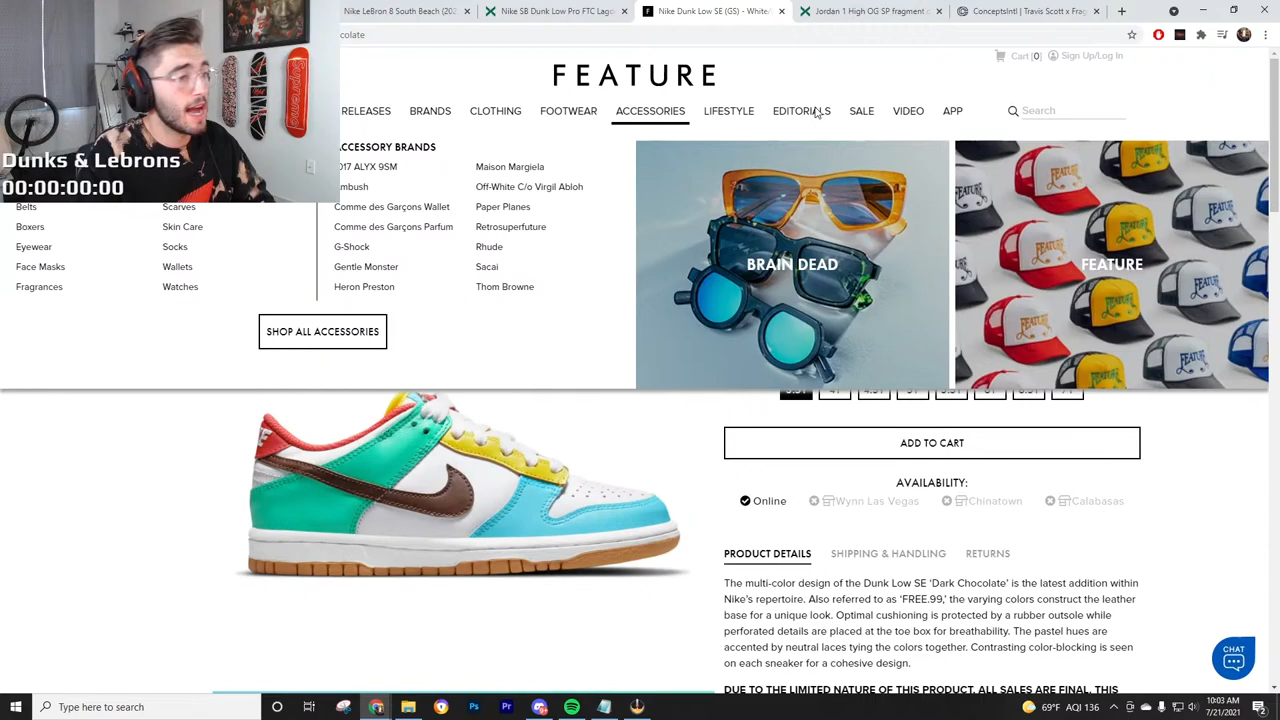 Nike LeBron 8 South Beach (202
Nike SB Dunk Low Pro FTC Lago
Nike Dunk Low SE (GS) - White/
Jordan 1 High OG SP fragment d
ConceptsIntl | Travis Scott x Frag
colate
Cart [0]
Sign Up/Log In
FEATURE
RELEASES
BRANDS
CLOTHING
FOOTWEAR
ACCESSORIES
LIFESTYLE
EDITORIALS
SALE
VIDEO
APP
Search
Dunks & Lebrons
00:00:00:00
ACCESSORY BRANDS
017 ALYX 9SM
Maison Margiela
mbush
Off-White C/o Virgil Abloh
Belts
Scarves
Comme des Garçons Wallet
Paper Planes
Boxers
Skin Care
Comme des Garçons Parfum
Retrosuperfuture
Eyewear
Socks
G-Shock
Rhude
Face Masks
Wallets
Gentle Monster
Sacai
Fragrances
Watches
Heron Preston
Thom Browne
SHOP ALL ACCESSORIES
BRAIN DEAD
FEATURE
ADD TO CART
AVAILABILITY:
Online
Wynn Las Vegas
Chinatown
Calabasas
PRODUCT DETAILS
SHIPPING & HANDLING
RETURNS
The multi-color design of the Dunk Low SE 'Dark Chocolate' is the latest addition within
Nike's repertoire. Also referred to as 'FREE.99,' the varying colors construct the leather
base for a unique look. Optimal cushioning is protected by a rubber outsole while
perforated details are placed at the toe box for breathability. The pastel hues are
accented by neutral laces tying the colors together. Contrasting color-blocking is seen
on each sneaker for a cohesive design.
DUE TO THE LIMITED NATURE OF THIS PRODUCT, ALL SALES ARE FINAL. THIS
CHAT
Type here to search
69°F AQI 136
10:03 AM
7/21/2021